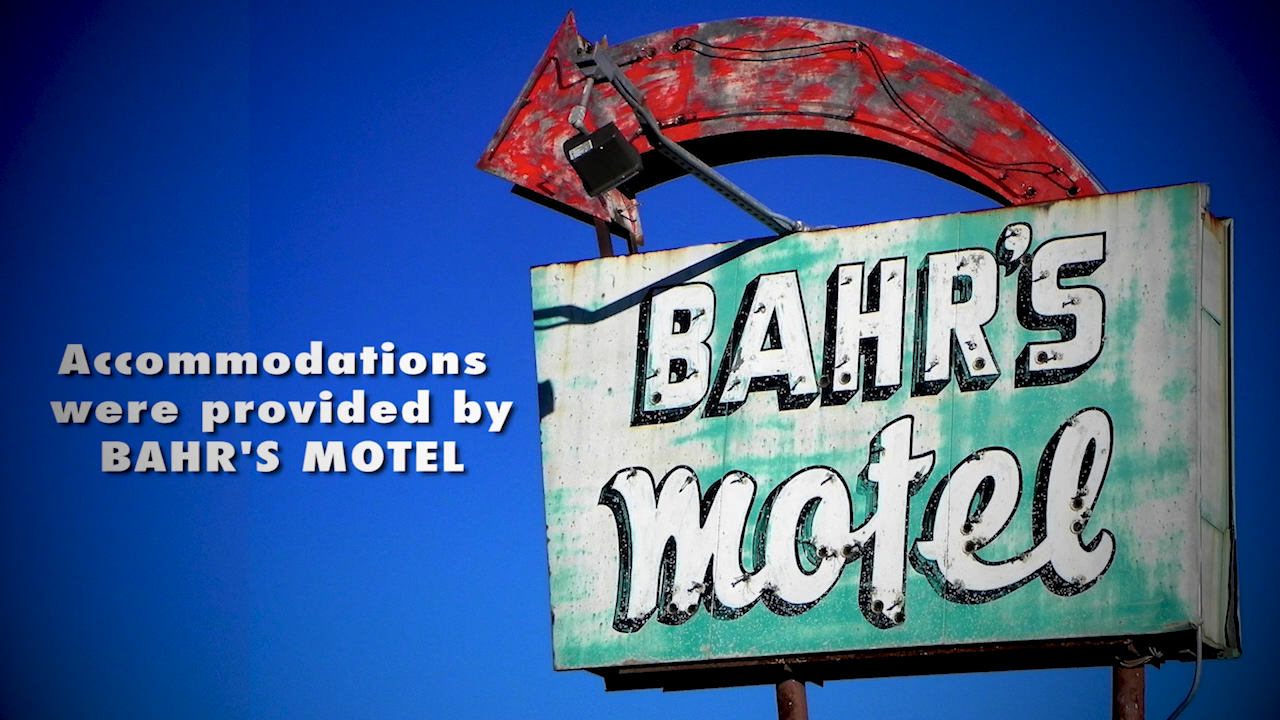 Accommodations
were provided by
BAHR'S MOTEL
BAHR'S
motel